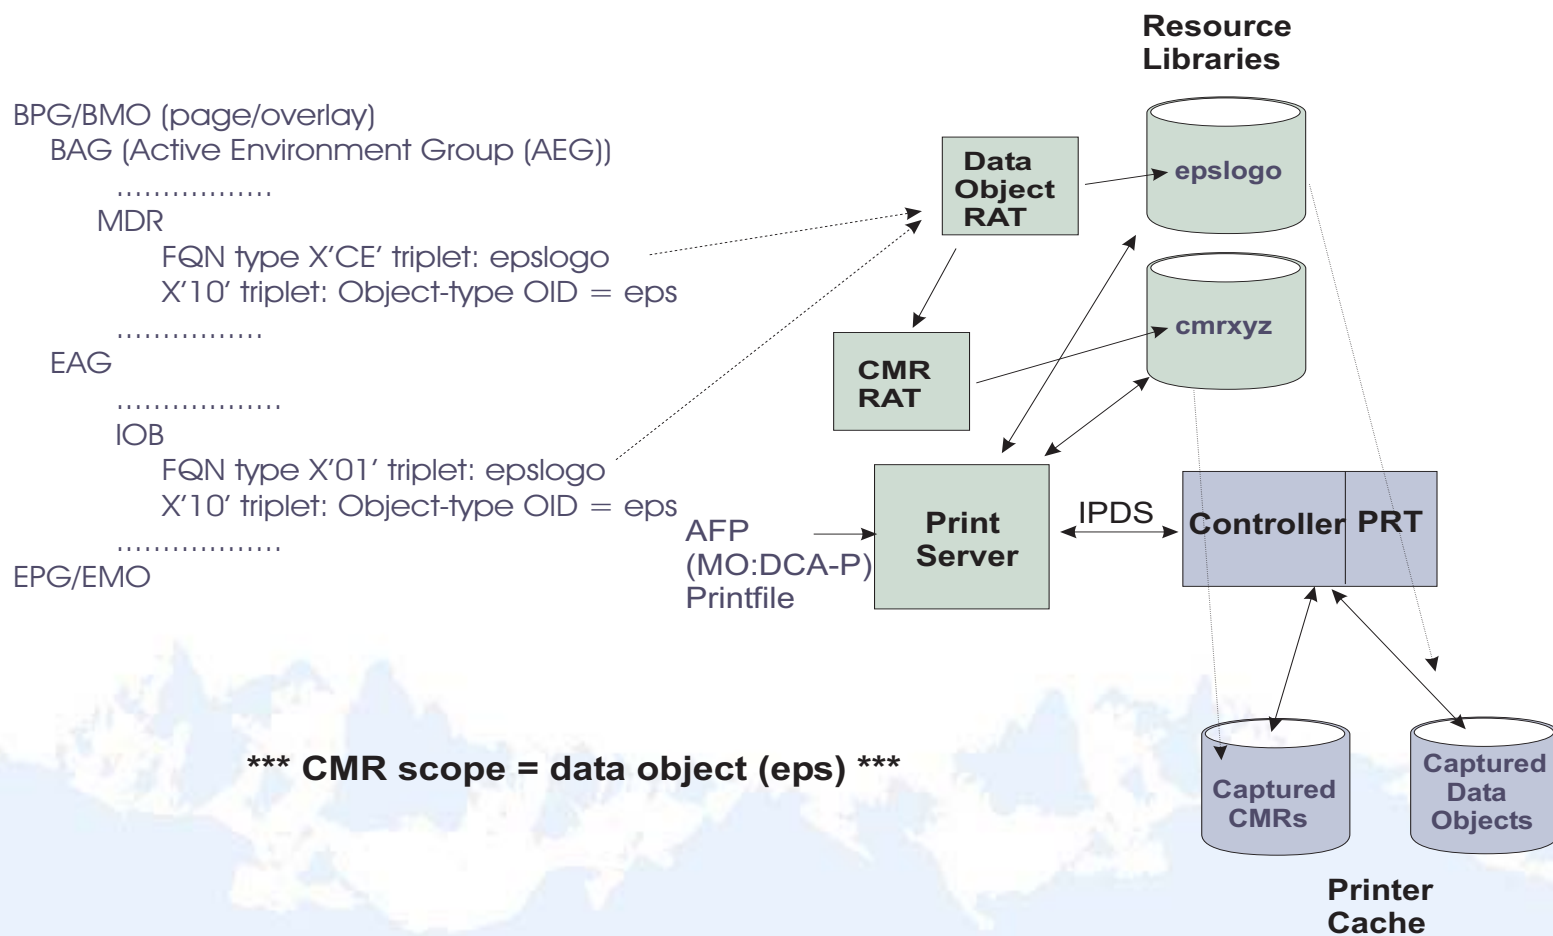 BPG/BMO (page/overlay)
BAG (Active Environment Group (AEG))
.................
MDR
FQN type X’CE’ triplet: epslogo
X’10’ triplet: Object-type OID = eps
................
EAG
..................
IOB
FQN type X’01’ triplet: epslogo
X’10’ triplet: Object-type OID = eps
..................
EPG/EMO
Resource
Libraries
Data
Object
RAT
epslogo
CMR
RAT
cmrxyz
AFP
(MO:DCA-P)
Printfile
Print
Server
IPDS
Controller
PRT
*** CMR scope = data object (eps) ***
Captured
CMRs
Captured
Data
Objects
Printer
Cache